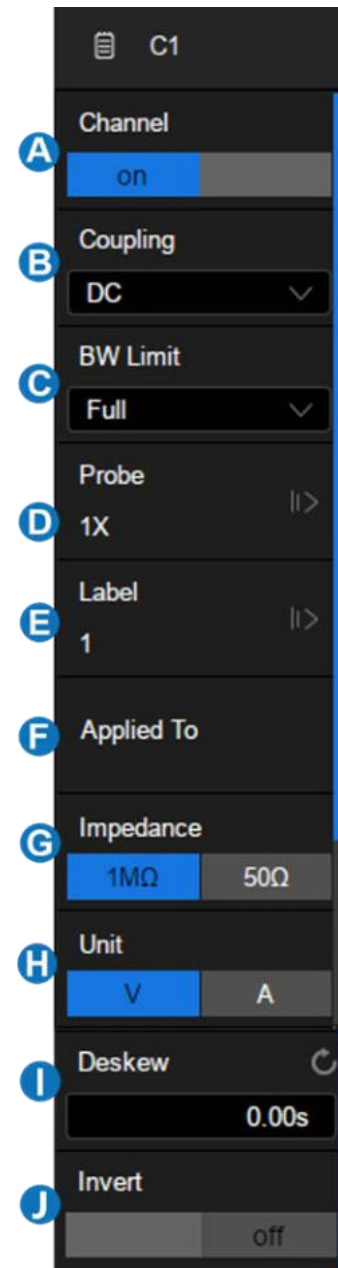 C1
A
Channel
on
B
Coupling
DC
C
BW Limit
Full
D
Probe
1X
E
Label
1
F
Applied To
G
Impedance
1MΩ 50Ω
H
Unit
V A
I
Deskew
0.00s
J
Invert
off